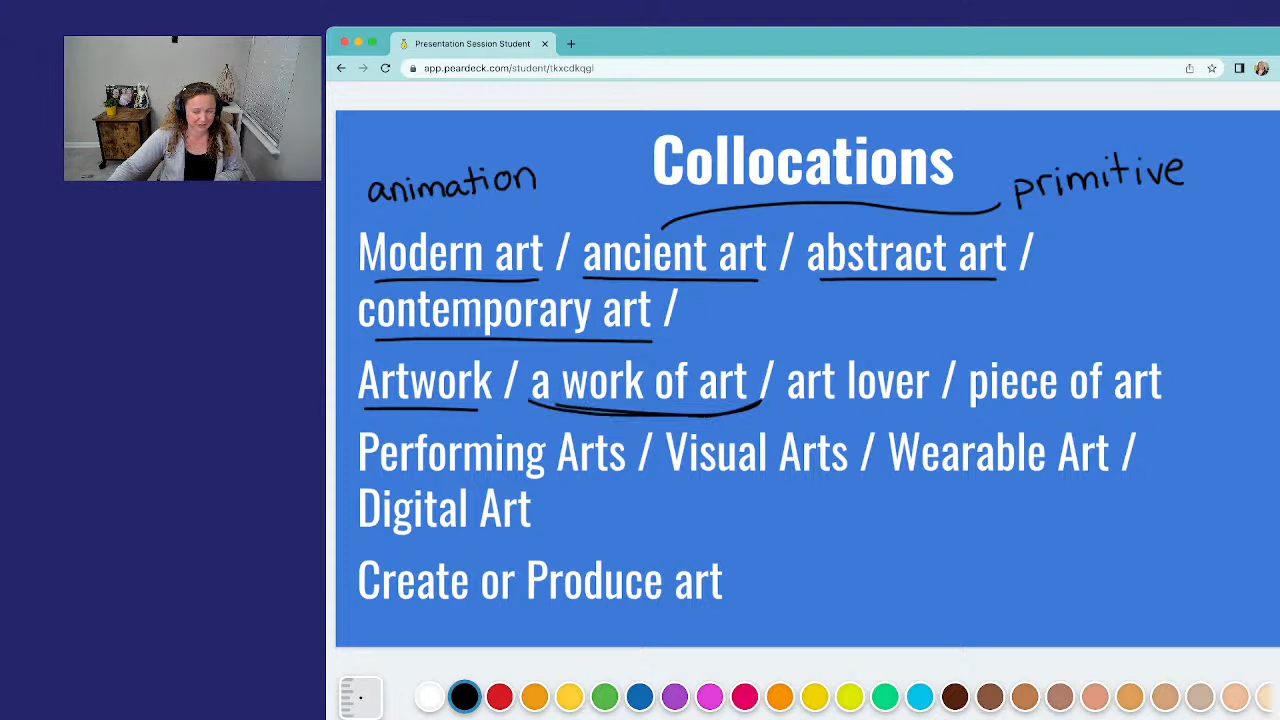 Presentation Session Student
app.peardeck.com/student/tkxcdkqgl
Collocations
animation
primitive
Modern art / ancient art / abstract art /
contemporary art /
Artwork / a work of art / art lover / piece of art
Performing Arts / Visual Arts / Wearable Art /
Digital Art
Create or Produce art